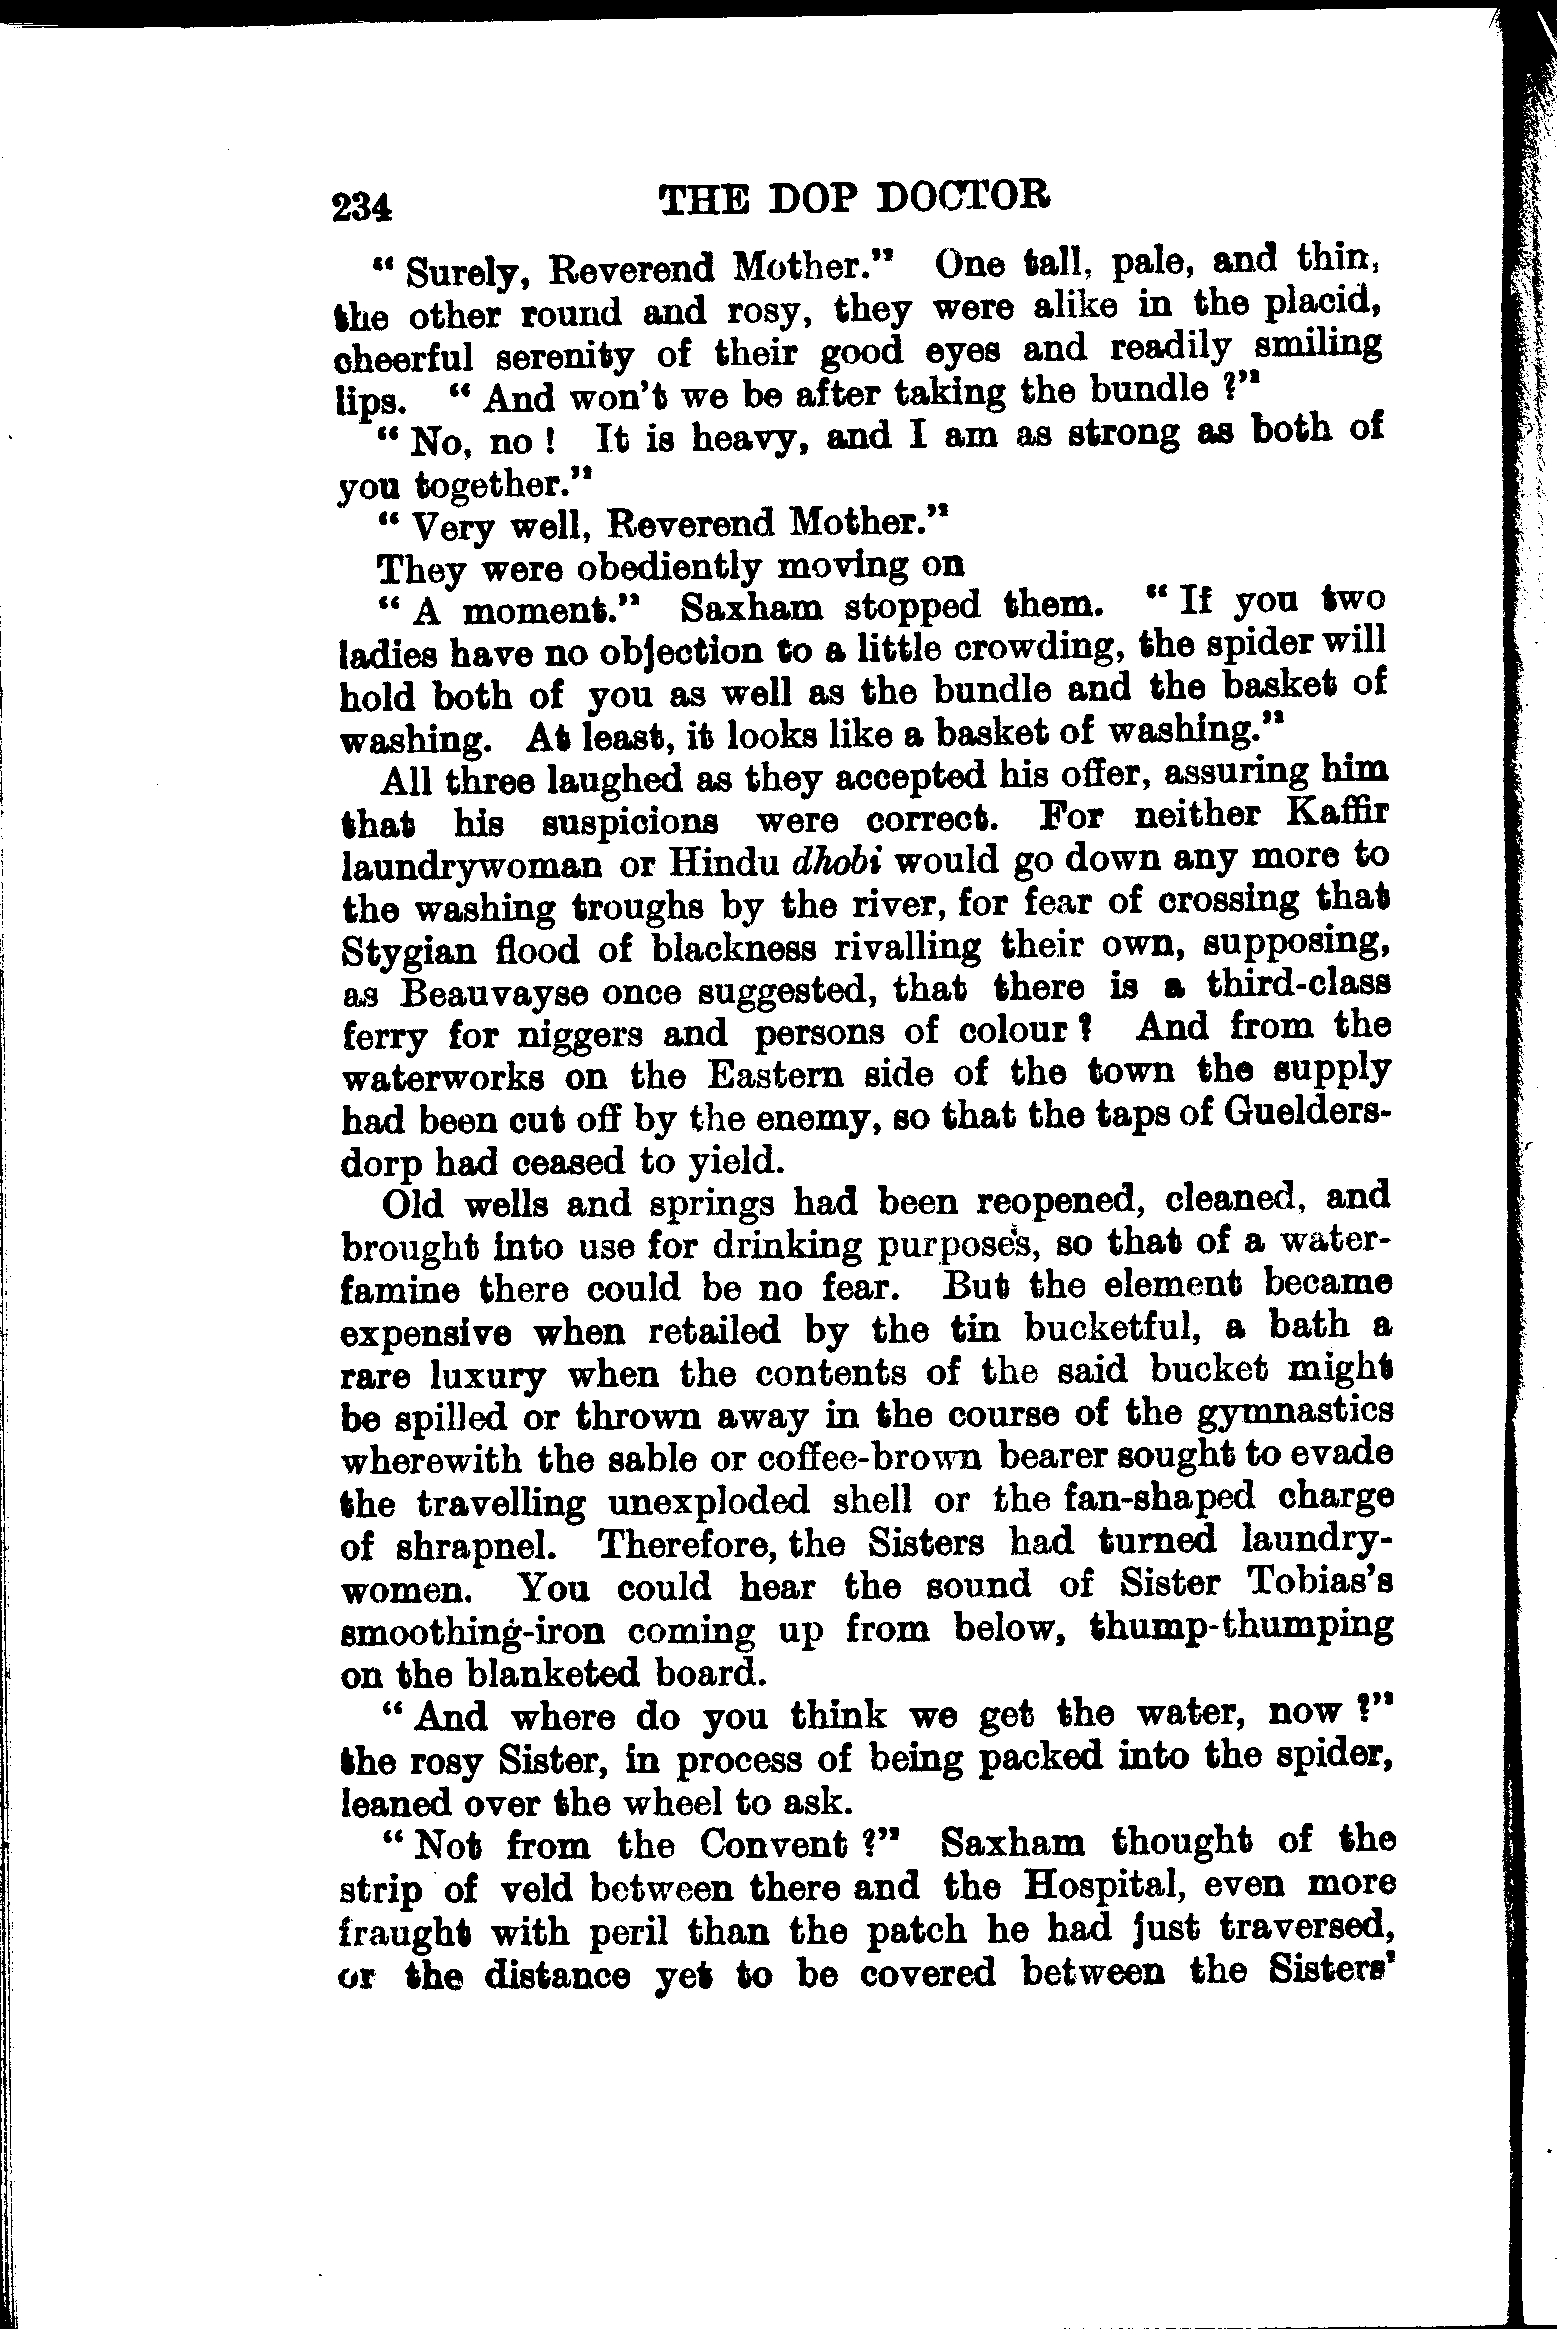 234 THE DOP DOCTOR
“ Surely, Reverend Mother.” One tall, pale, and thin,
the other round and rosy, they were alike in the placid,
cheerful serenity of their good eyes and readily smiling
lips. “ And won’t we be after taking the bundle ?”
“ No, no ! It is heavy, and I am as strong as both of
you together.”
“ Very well, Reverend Mother.”
They were obediently moving on
“ A moment.” Saxham stopped them. “ If you two
ladies have no objection to a little crowding, the spider will
hold both of you as well as the bundle and the basket of
washing. At least, it looks like a basket of washing.”
All three laughed as they accepted his offer, assuring him
that his suspicions were correct. For neither Kaffir
laundrywoman or Hindu dhobi would go down any more to
the washing troughs by the river, for fear of crossing that
Stygian flood of blackness rivalling their own, supposing,
as Beauvayse once suggested, that there is a third-class
ferry for niggers and persons of colour ? And from the
waterworks on the Eastern side of the town the supply
had been cut off by the enemy, so that the taps of Guelders-
dorp had ceased to yield.
Old wells and springs had been reopened, cleaned, and
brought into use for drinking purposes, so that of a water-
famine there could be no fear. But the element became
expensive when retailed by the tin bucketful, a bath a
rare luxury when the contents of the said bucket might
be spilled or thrown away in the course of the gymnastics
wherewith the sable or coffee-brown bearer sought to evade
the travelling unexploded shell or the fan-shaped charge
of shrapnel. Therefore, the Sisters had turned laundry-
women. You could hear the sound of Sister Tobias’s
smoothing-iron coming up from below, thump-thumping
on the blanketed board.
“ And where do you think we get the water, now ?”
the rosy Sister, in process of being packed into the spider,
leaned over the wheel to ask.
“ Not from the Convent ?” Saxham thought of the
strip of veld between there and the Hospital, even more
fraught with peril than the patch he had just traversed,
or the distance yet to be covered between the Sisters’